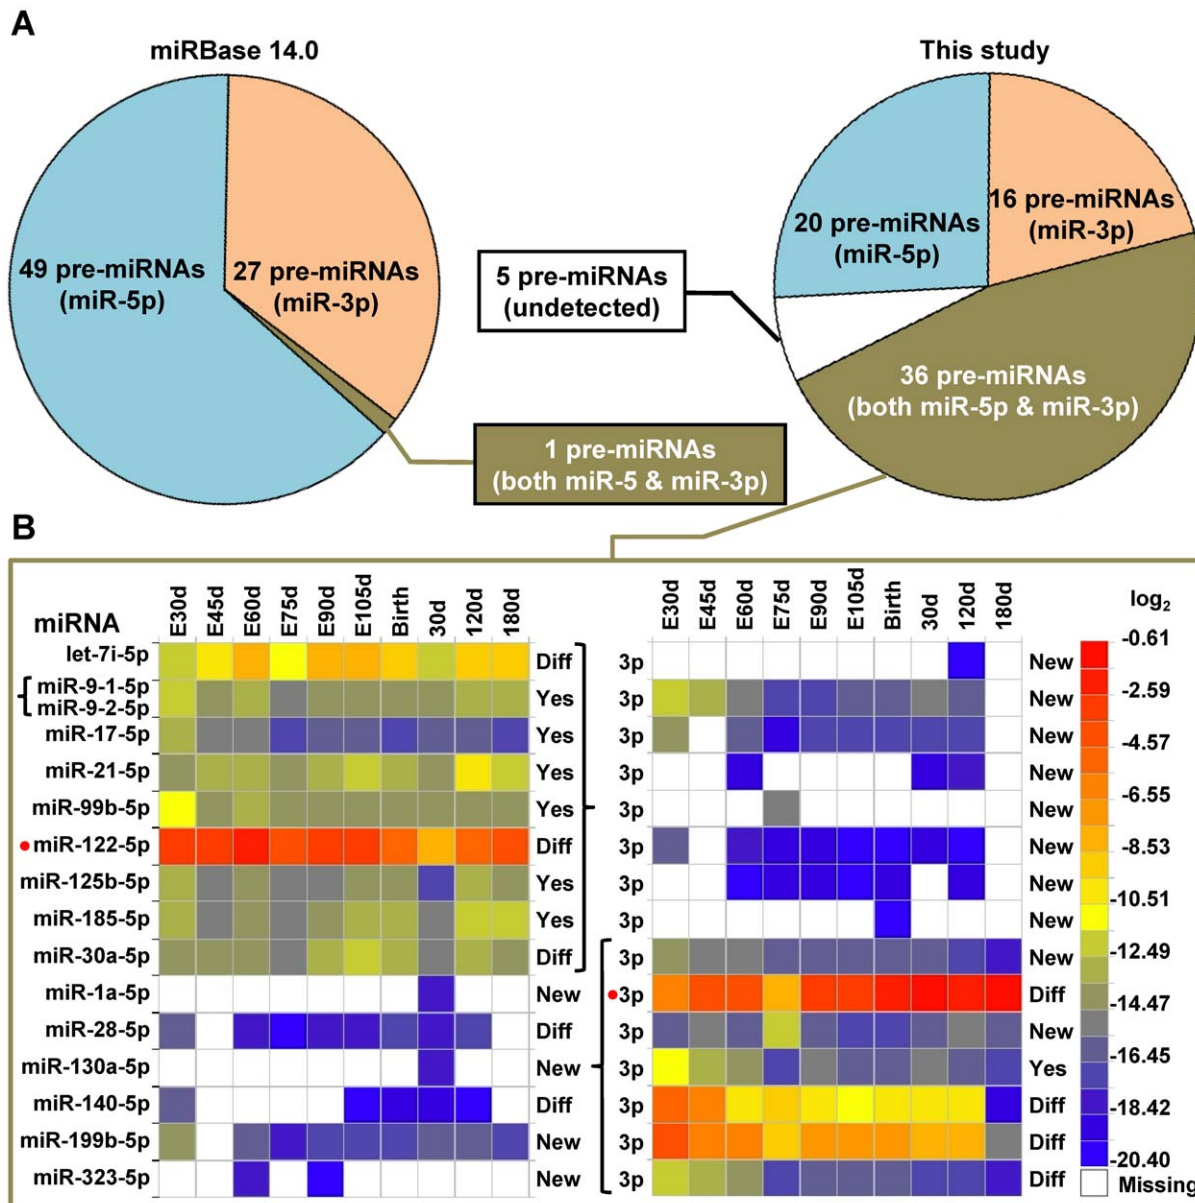 A
miRBase 14.0
This study
49 pre-miRNAs
(miR-5p)
27 pre-miRNAs
(miR-3p)
5 pre-miRNAs
(undetected)
20 pre-miRNAs
(miR-5p)
16 pre-miRNAs
(miR-3p)
36 pre-miRNAs
(both miR-5p & miR-3p)
1 pre-miRNAs
(both miR-5 & miR-3p)
B
miRNA E30d E45d E60d E75d E90d E105d Birth 30d 120d 180d
E30d E45d E60d E75d E90d E105d Birth 30d 120d 180d
log2
let-7i-5p Diff 3p New
miR-9-1-5p
miR-9-2-5p Yes 3p New
miR-17-5p Yes 3p New
miR-21-5p Yes 3p New
miR-99b-5p Yes 3p New
miR-122-5p Diff 3p New
miR-125b-5p Yes 3p New
miR-185-5p Yes 3p New
miR-30a-5p Diff 3p New
miR-1a-5p New 3p Diff
miR-28-5p Diff 3p New
miR-130a-5p New 3p Yes
miR-140-5p Diff 3p Diff
miR-199b-5p New 3p Diff
miR-323-5p New 3p Diff
-0.61
-2.59
-4.57
-6.55
-8.53
-10.51
-12.49
-14.47
-16.45
-18.42
-20.40
Missing